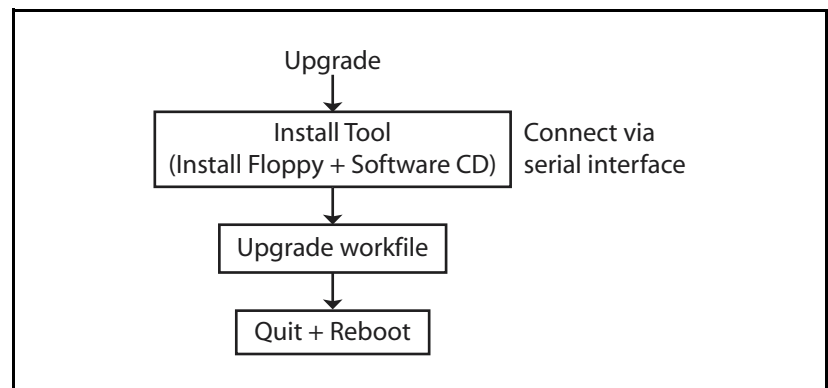 Upgrade
Install Tool
(Install Floppy + Software CD)
Connect via
serial interface
Upgrade workfile
Quit + Reboot